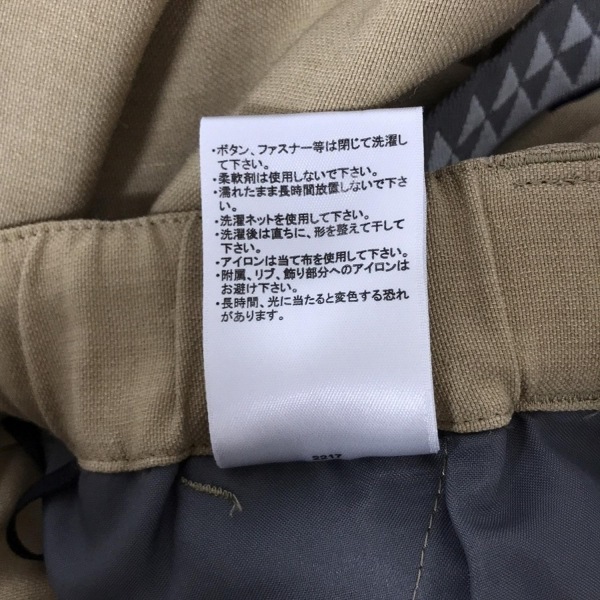 ・ボタン、ファスナー等は閉じて洗濯し
て下さい。
・柔軟剤は使用しないで下さい。
・濡れたまま長時間放置しないで下さ
い。
・洗濯ネットを使用して下さい。
・洗濯後は直ちに、形を整えて干して
下さい。
・アイロンは当て布を使用して下さい。
・附属、リブ、飾り部分へのアイロンは
お避け下さい。
・長時間、光に当たると変色する恐れ
があります。
2217